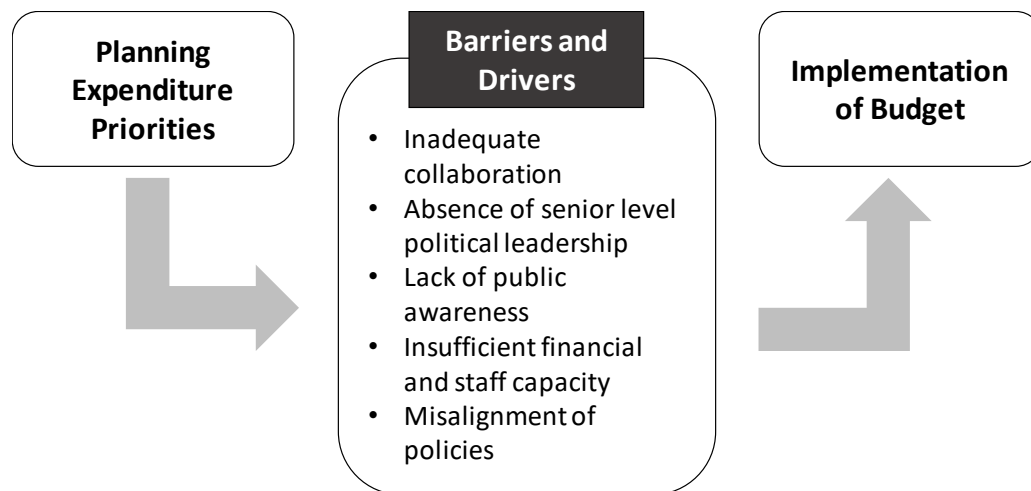 Planning
Expenditure
Priorities
Barriers and
Drivers
• Inadequate
collaboration
• Absence of senior level
political leadership
• Lack of public
awareness
• Insufficient financial
and staff capacity
• Misalignment of
policies
Implementation
of Budget